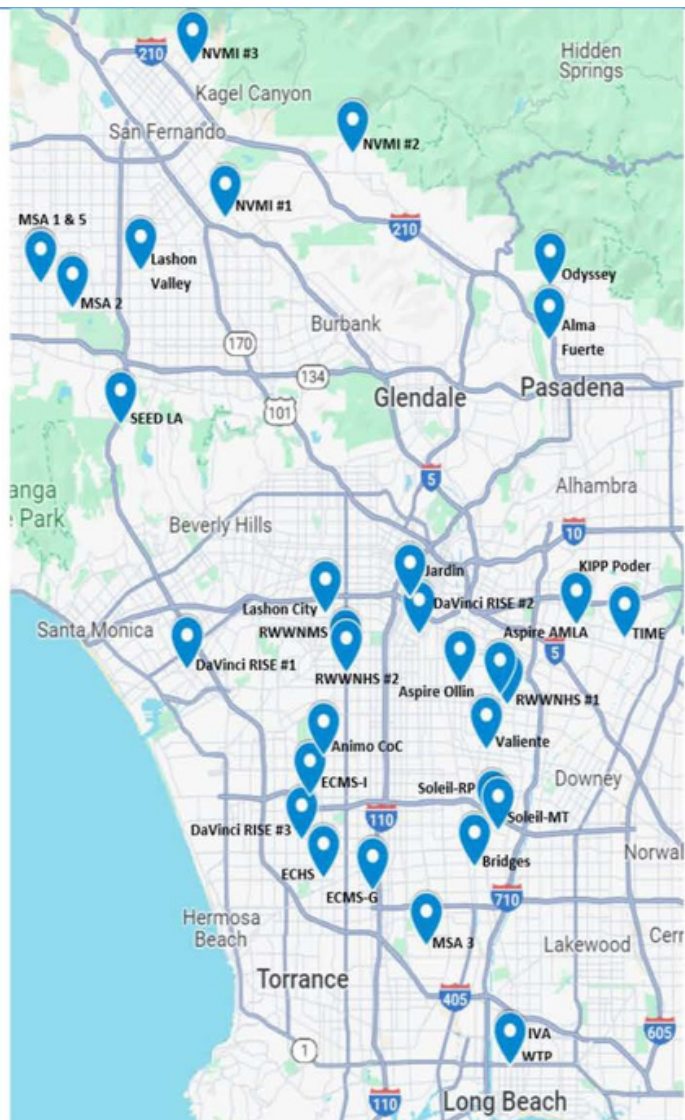 NVMI #3
210
Hidden
Springs
Kagel Canyon
San Fernando
NVMI #2
NVMI #1
MSA 1 & 5
210
Lashon
Valley
Odyssey
MSA 2
Alma
Fuerte
Burbank
170
134
Pasadena
Glendale
101
SEED LA
5
anga
Park
Alhambra
Beverly Hills
10
KIPP Poder
Jardin
Lashon City
DaVinci RISE #2
RWWNMS
Aspire AMLA
TIME
Santa Monica
5
DaVinci RISE #1
RWWNHS #2
Aspire Ollin
RWWNHS #1
Animo CoC
Valiente
ECMS-I
Downey
Soleil-RP
DaVinci RISE #3
110
Soleil-MT
Bridges
ECHS
Norwal
ECMS-G
710
Hermosa
Beach
MSA 3
Lakewood
Cerr
Torrance
405
IVA
605
WTP
1
110
Long Beach